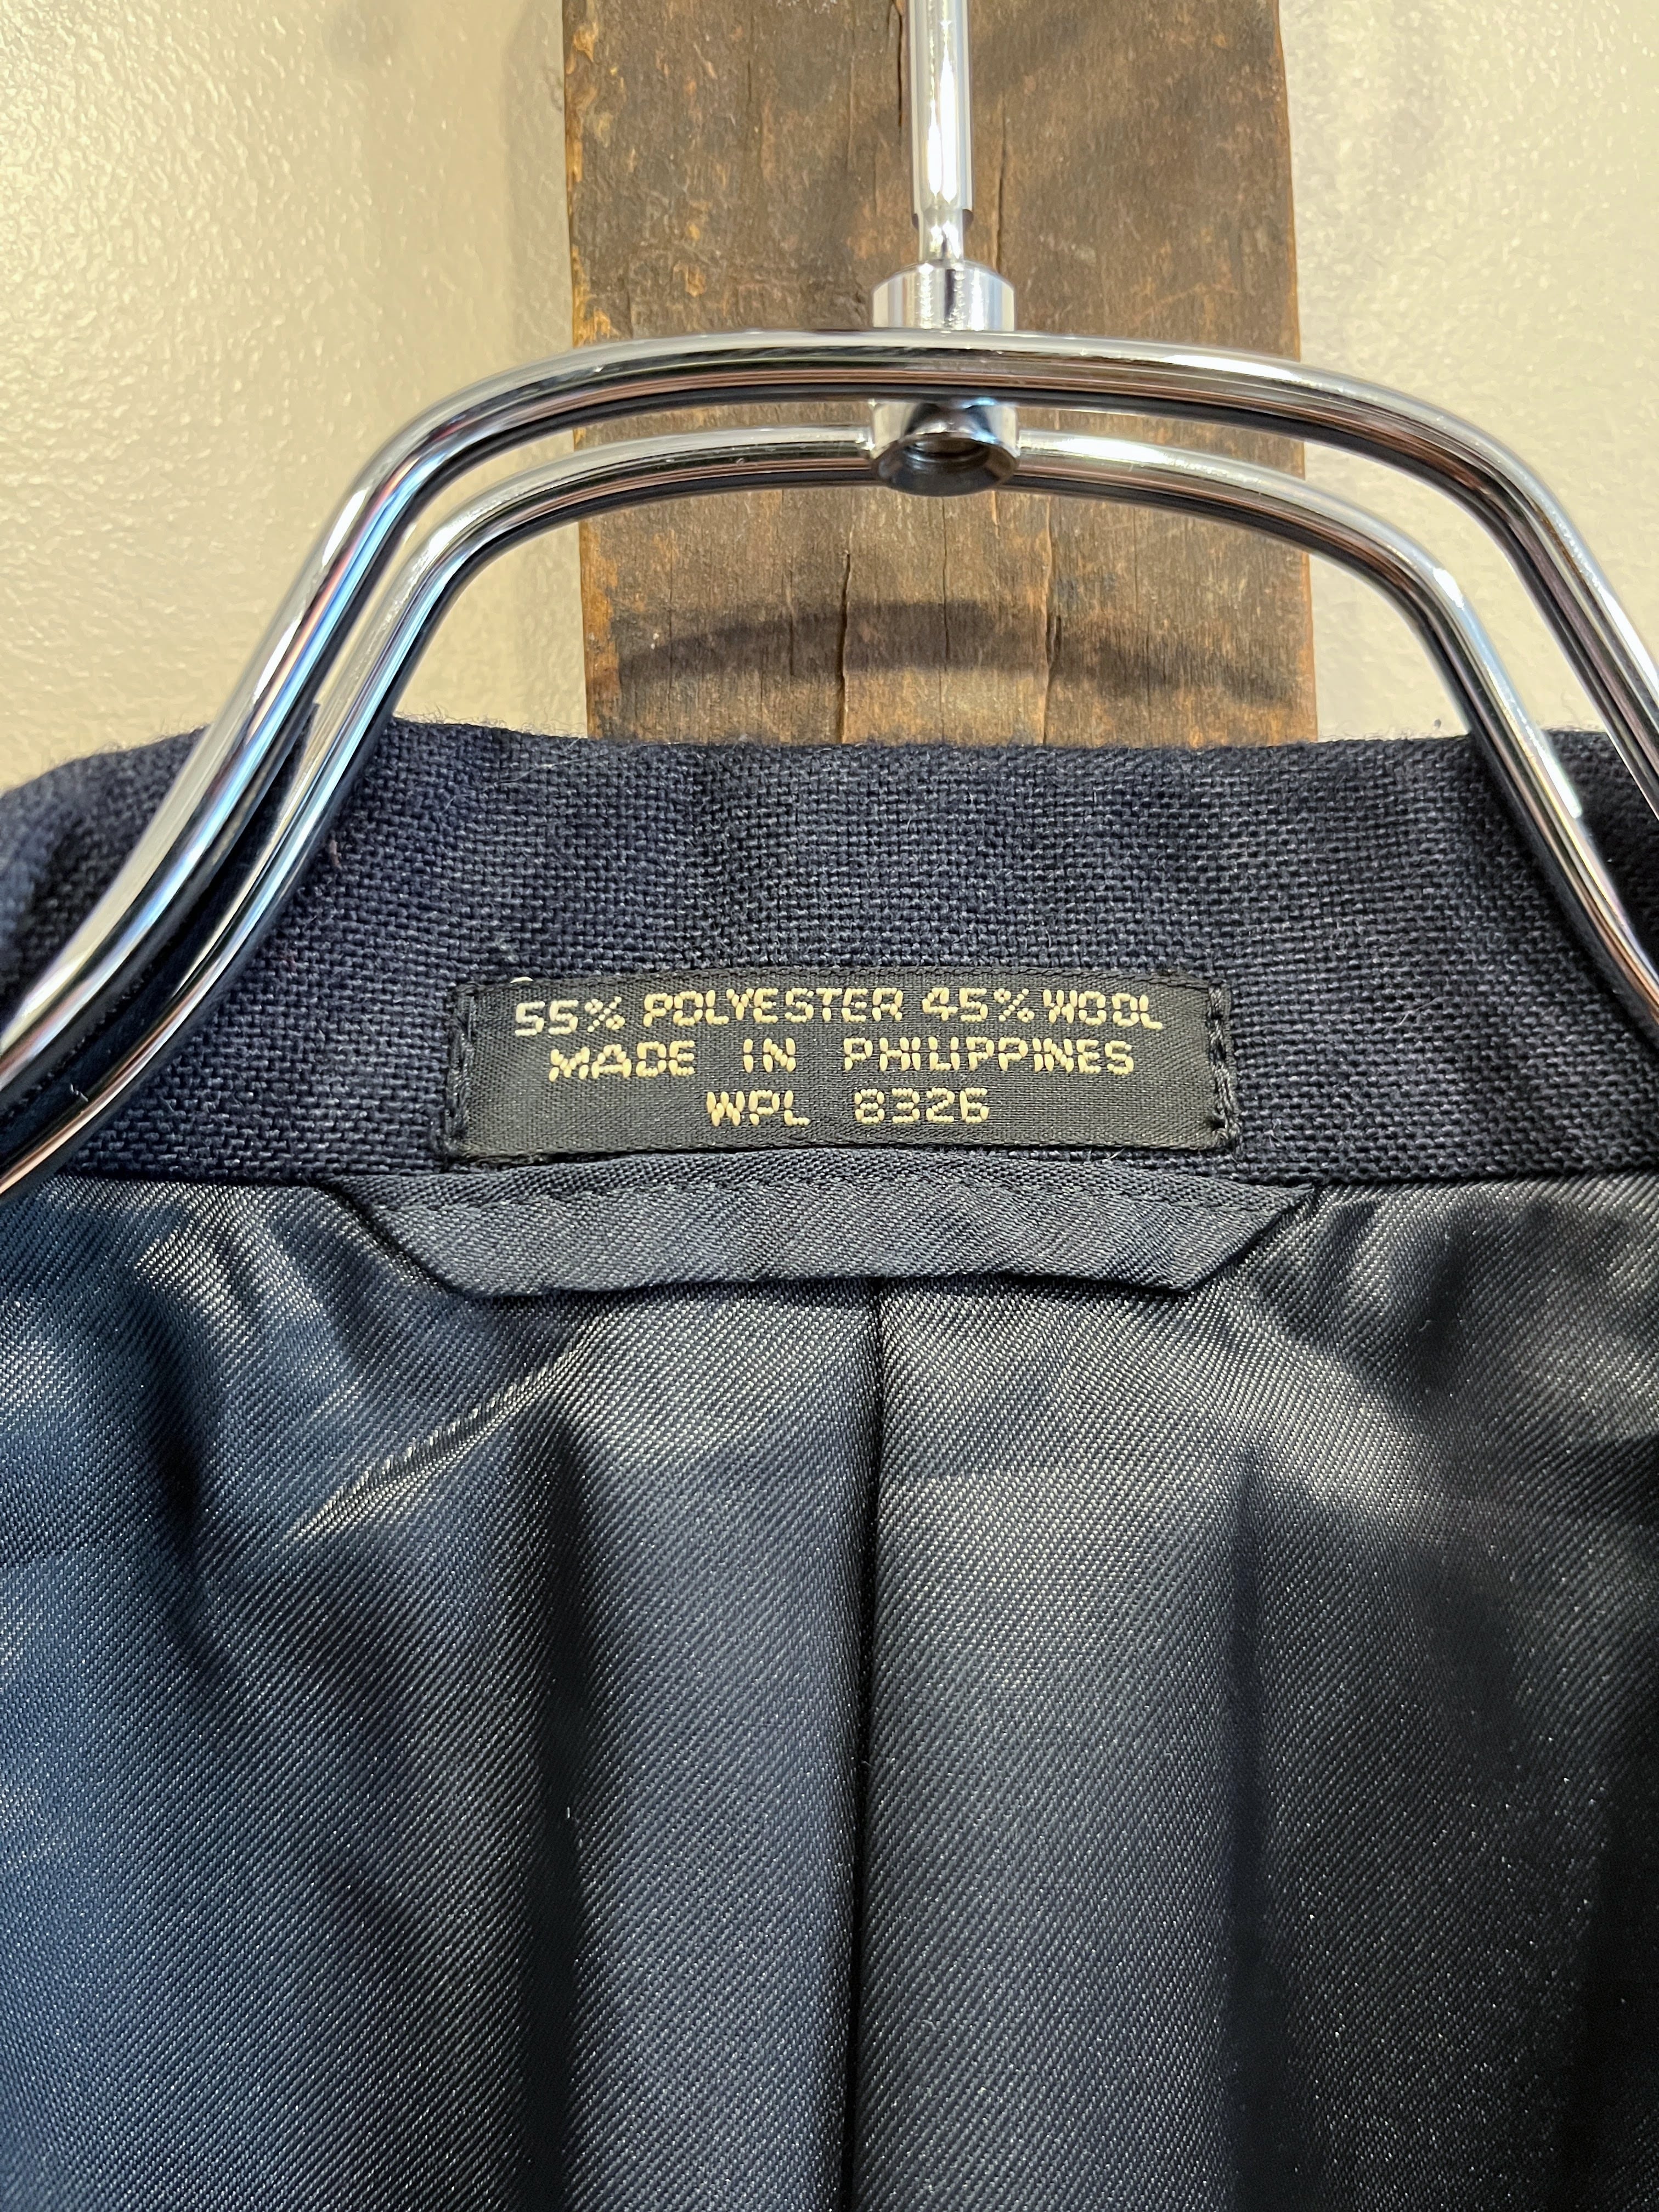 55% POLYESTER 45% WOOL
MADE IN PHILIPPINES
WPL 8326